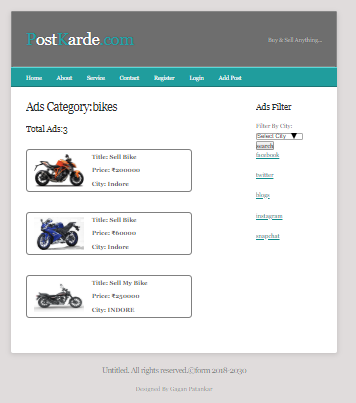 PostKarde.com
Buy & Sell Anything...
Home About Service Contact Register Login Add Post
Ads Category:bikes
Total Ads:3
Title: Sell Bike
Price: ₹200000
City: Indore
Title: Sell Bike
Price: ₹60000
City: Indore
Title: Sell My Bike
Price: ₹250000
City: INDORE
Ads Filter
Filter By City:
Select City
search
facebook
twitter
blogs
instagram
snapchat
Untitled. All rights reserved.©form 2018-2030
Designed By Gagan Patankar